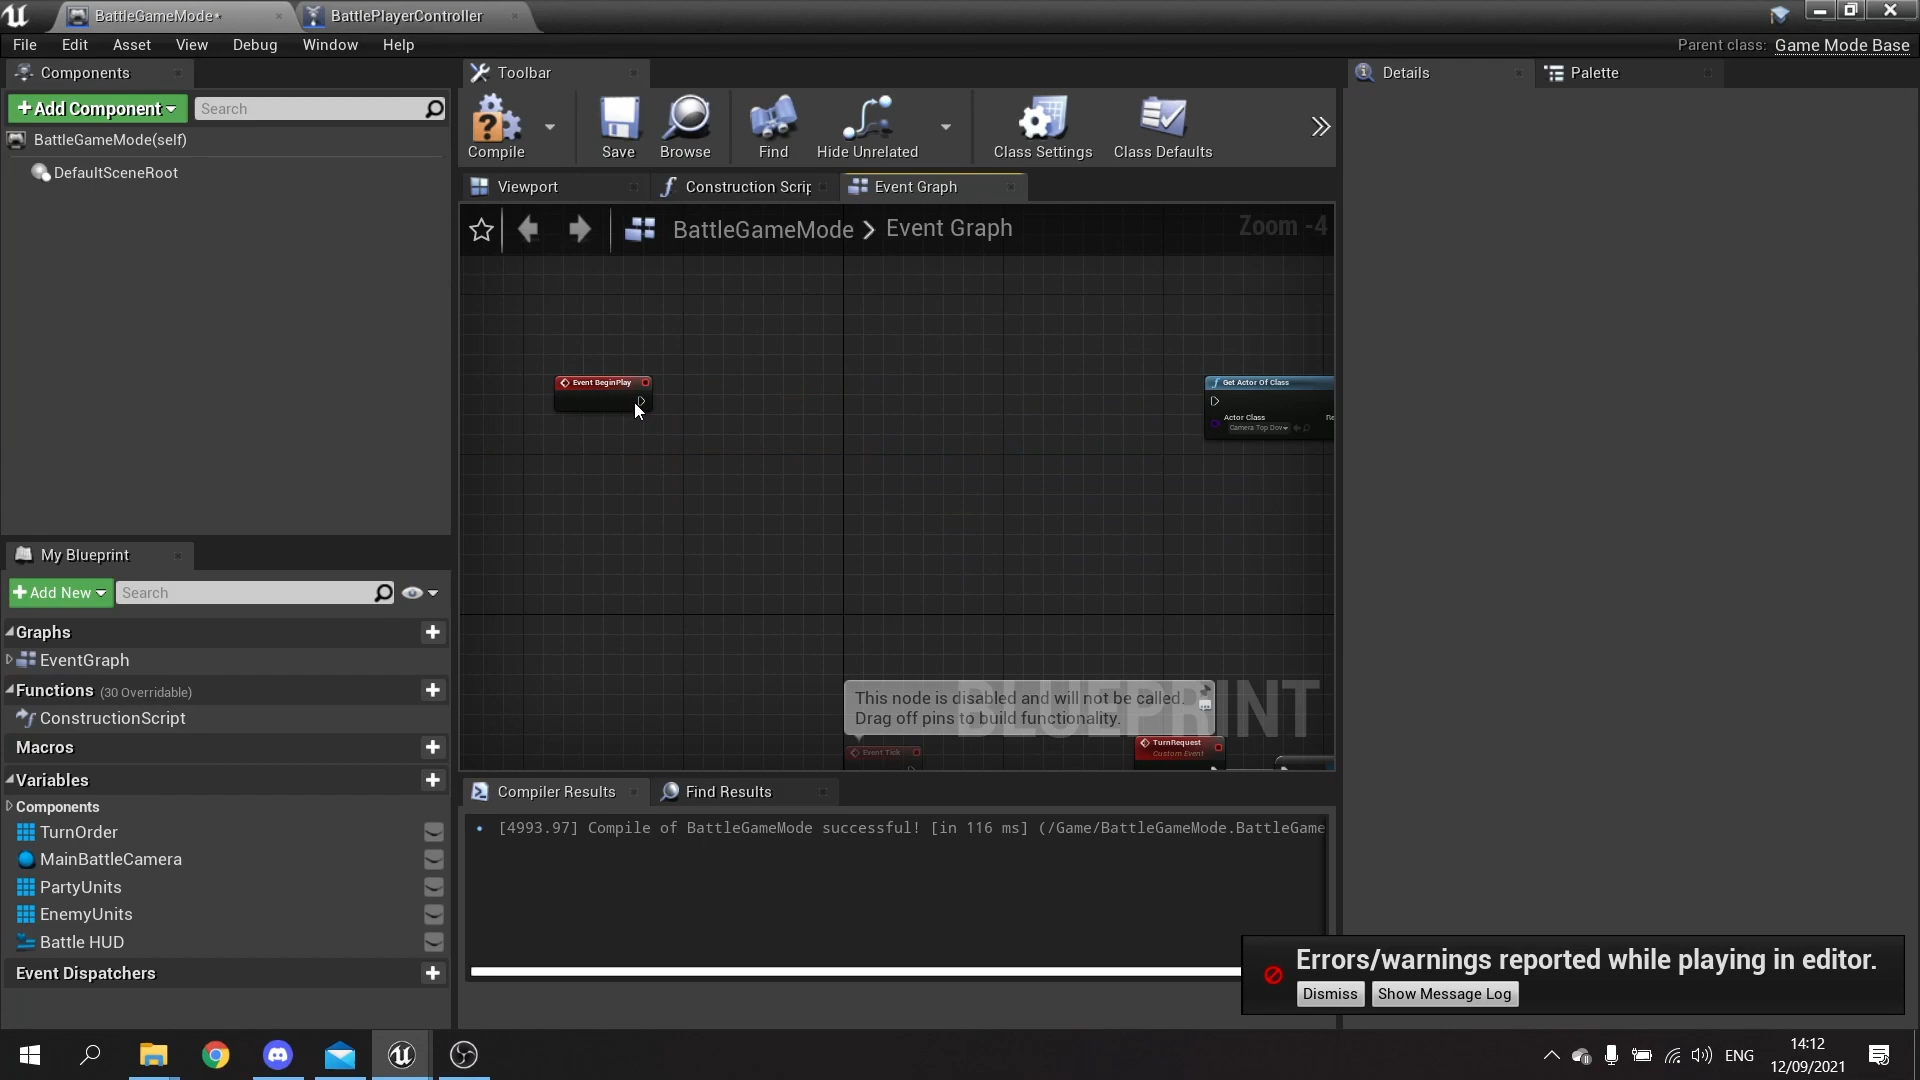 BattleGameMode*
BattlePlayerController
File
Edit
Asset
View
Debug
Window
Help
Parent class: Game Mode Base
Components
Add Component
Search
BattleGameMode(self)
DefaultSceneRoot
Toolbar
Compile
Save
Browse
Find
Hide Unrelated
Class Settings
Class Defaults
Details
Palette
Viewport
Construction Scrip
Event Graph
BattleGameMode
Event Graph
Zoom -4
Event BeginPlay
Get Actor Of Class
Actor Class
Re
Camera Top Dov
This node is disabled and will not be called.
Drag off pins to build functionality.
BLUEPRINT
Event Tick
TurnRequest
Custom Event
My Blueprint
Add New
Search
Graphs
EventGraph
Functions (30 Overridable)
ConstructionScript
Macros
Variables
Components
TurnOrder
MainBattleCamera
PartyUnits
EnemyUnits
Battle HUD
Event Dispatchers
Compiler Results
Find Results
[4993.97] Compile of BattleGameMode successful! [in 116 ms] (/Game/BattleGameMode.BattleGame
Errors/warnings reported while playing in editor.
Dismiss
Show Message Log
ENG
14:12
12/09/2021